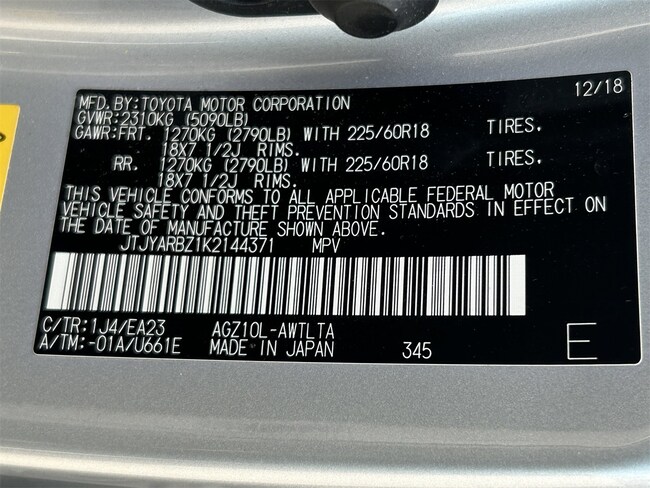 MFD. BY:TOYOTA MOTOR CORPORATION 12/18
GVWR:2310KG (5090LB)
GAWR:FRT. 1270KG (2790LB) WITH 225/60R18 TIRES.
18X7 1/2J RIMS.
RR. 1270KG (2790LB) WITH 225/60R18 TIRES.
18X7 1/2J RIMS.
THIS VEHICLE CONFORMS TO ALL APPLICABLE FEDERAL MOTOR
VEHICLE SAFETY AND THEFT PREVENTION STANDARDS IN EFFECT ON
THE DATE OF MANUFACTURE SHOWN ABOVE.
JTJYARBZ1K2144371 MPV
C/TR:1J4/EA23 AGZ10L-AWTLTA
A/TM:-01A/U661E MADE IN JAPAN 345 E